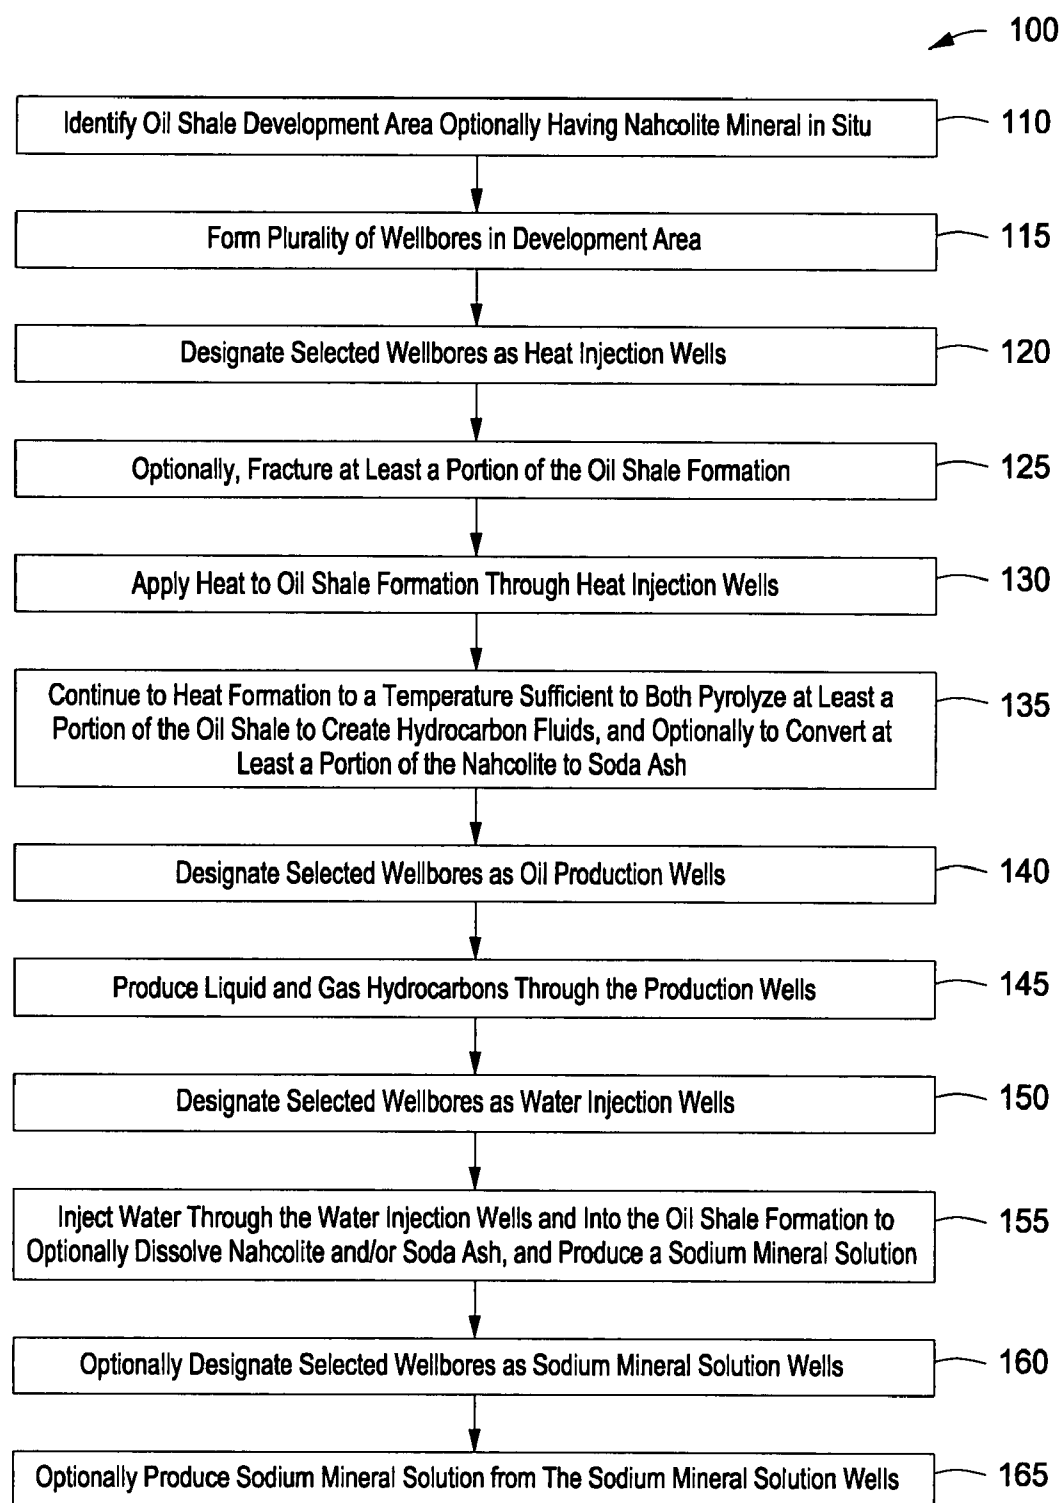 100
Identify Oil Shale Development Area Optionally Having Nahcolite Mineral in Situ
110
Form Plurality of Wellbores in Development Area
115
Designate Selected Wellbores as Heat Injection Wells
120
Optionally, Fracture at Least a Portion of the Oil Shale Formation
125
Apply Heat to Oil Shale Formation Through Heat Injection Wells
130
Continue to Heat Formation to a Temperature Sufficient to Both Pyrolyze at Least a
Portion of the Oil Shale to Create Hydrocarbon Fluids, and Optionally to Convert at
Least a Portion of the Nahcolite to Soda Ash
135
Designate Selected Wellbores as Oil Production Wells
140
Produce Liquid and Gas Hydrocarbons Through the Production Wells
145
Designate Selected Wellbores as Water Injection Wells
150
Inject Water Through the Water Injection Wells and Into the Oil Shale Formation to
Optionally Dissolve Nahcolite and/or Soda Ash, and Produce a Sodium Mineral Solution
155
Optionally Designate Selected Wellbores as Sodium Mineral Solution Wells
160
Optionally Produce Sodium Mineral Solution from The Sodium Mineral Solution Wells
165